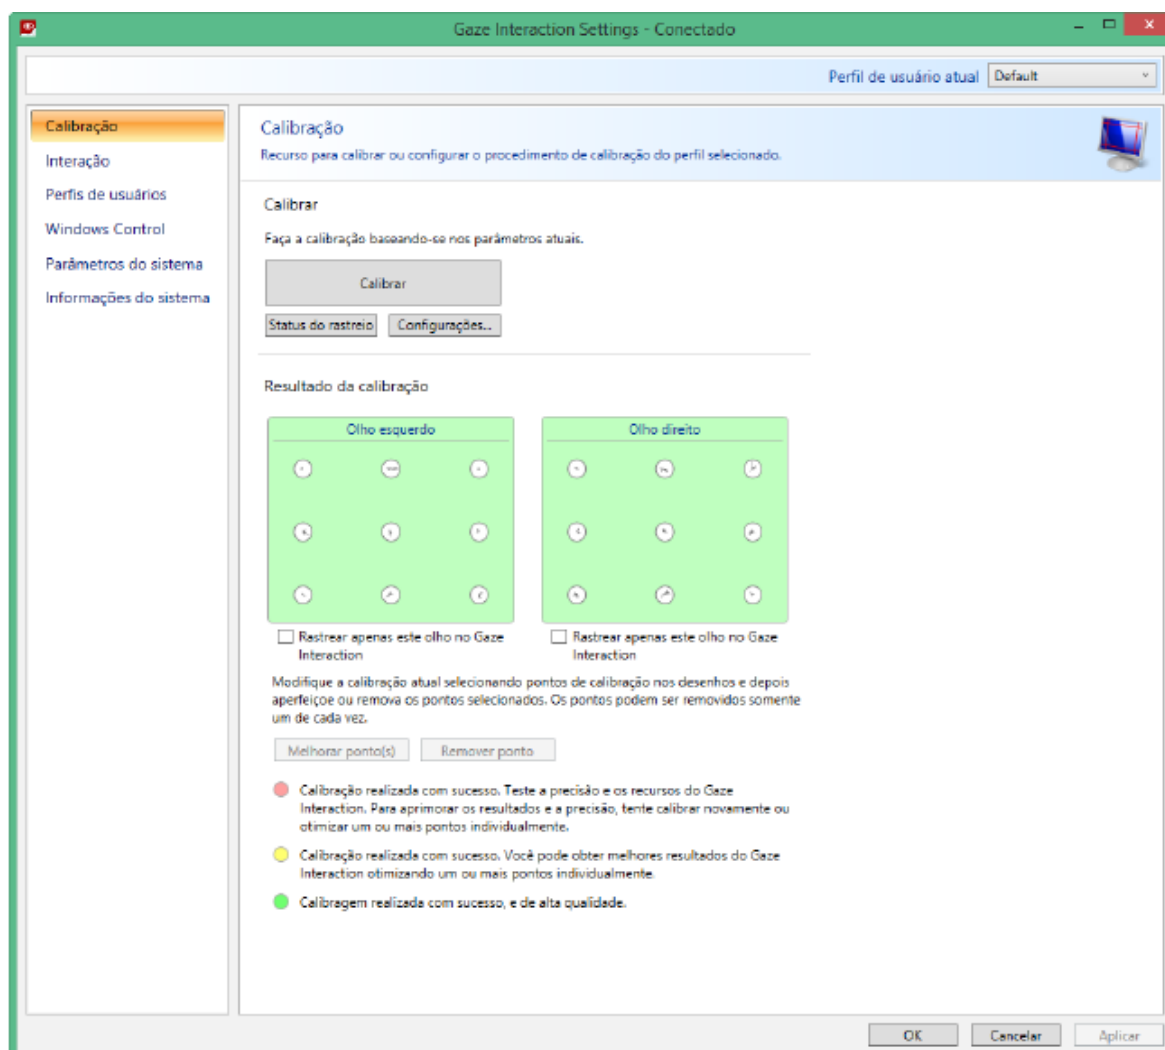 Gaze Interaction Settings - Conectado
Perfil de usuário atual Default
Calibração
Interação
Perfis de usuários
Windows Control
Parâmetros do sistema
Informações do sistema
Calibração
Recurso para calibrar ou configurar o procedimento de calibração do perfil selecionado.
Calibrar
Faça a calibração baseando-se nos parâmetros atuais.
Calibrar
Status do rastreio Configurações...
Resultado da calibração
Olho esquerdo Olho direito
Rastrear apenas este olho no Gaze
Interaction
Rastrear apenas este olho no Gaze
Interaction
Modifique a calibração atual selecionando pontos de calibração nos desenhos e depois
aperfeiçoe ou remova os pontos selecionados. Os pontos podem ser removidos somente
um de cada vez.
Melhorar ponto(s) Remover ponto
Calibração realizada com sucesso. Teste a precisão e os recursos do Gaze
Interaction. Para aprimorar os resultados e a precisão, tente calibrar novamente ou
otimizar um ou mais pontos individualmente.
Calibração realizada com sucesso. Você pode obter melhores resultados do Gaze
Interaction otimizando um ou mais pontos individualmente.
Calibragem realizada com sucesso, e de alta qualidade.
OK Cancelar Aplicar